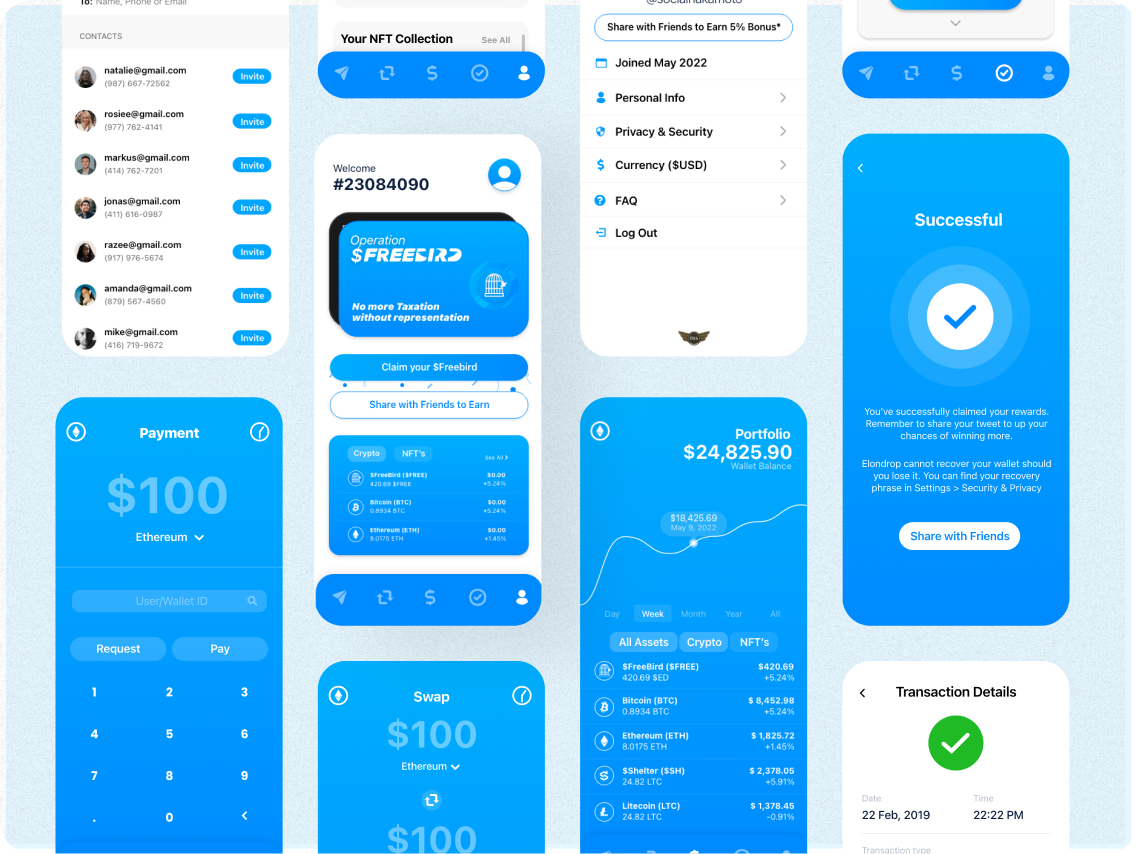 To: Name, Phone or Email
CONTACTS
natalie@gmail.com
(987) 667-72562
Invite
rosiee@gmail.com
(977) 762-4141
Invite
markus@gmail.com
(414) 762-7201
Invite
jonas@gmail.com
(411) 616-0987
Invite
razee@gmail.com
(917) 976-5674
Invite
amanda@gmail.com
(879) 567-4560
Invite
mike@gmail.com
(416) 719-9672
Invite
Payment
$100
Ethereum
User/Wallet ID
Request
Pay
1 2 3
4 5 6
7 8 9
. 0 <
Your NFT Collection
See All
Welcome
#23084090
Operation
$FREEBIRD
No more Taxation
without representation
Claim your $Freebird
Share with Friends to Earn
Crypto
NFT's
See All >
$FreeBird ($FREE)
420.69 $FREE
$0.00
+5.24%
Bitcoin (BTC)
0.8934 BTC
$0.00
+5.24%
Ethereum (ETH)
8.0175 ETH
$0.00
+1.45%
Swap
$100
Ethereum
$100
Share with Friends to Earn 5% Bonus*
Joined May 2022
Personal Info
Privacy & Security
Currency ($USD)
FAQ
Log Out
Portfolio
$24,825.90
Wallet Balance
$18,425.69
May 9, 2022
Day Week Month Year All
All Assets
Crypto
NFT's
$FreeBird ($FREE)
420.69 $ED
$420.69
+5.24%
Bitcoin (BTC)
0.8934 BTC
$ 8,452.98
+5.24%
Ethereum (ETH)
8.0175 ETH
$ 1,825.72
+1.45%
$Shelter ($SH)
24.82 LTC
$ 2,378.05
+5.91%
Litecoin (LTC)
24.82 LTC
$ 1,378.45
-0.91%
Successful
You've successfully claimed your rewards.
Remember to share your tweet to up your
chances of winning more.
Elondrop cannot recover your wallet should
you lose it. You can find your recovery
phrase in Settings > Security & Privacy
Share with Friends
Transaction Details
Date
22 Feb, 2019
Time
22:22 PM
Transaction type